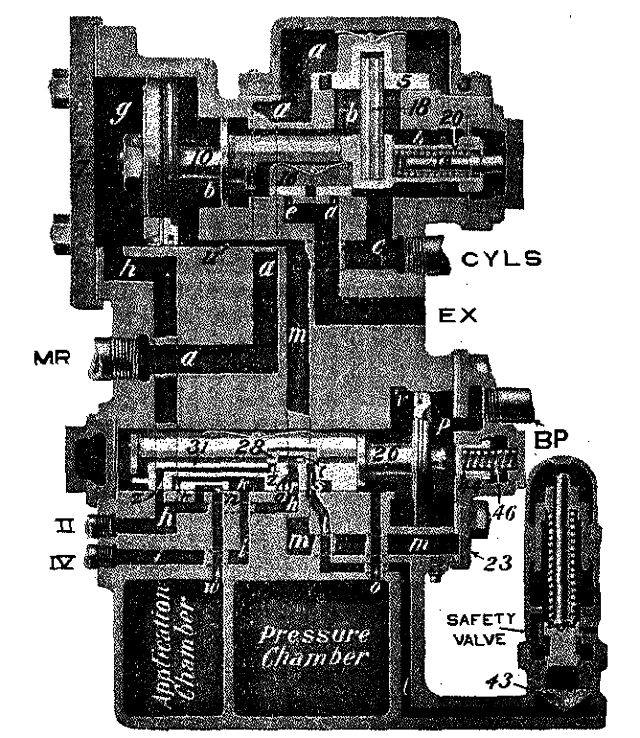 a
5
a
b
18
g
20
10
b
e
d
c
CYLS
h
a
m
EX
MR
a
BP
31
28
26
p
46
II
h
IV
m
m
23
w
o
Application
Chamber
Pressure
Chamber
SAFETY
VALVE
43